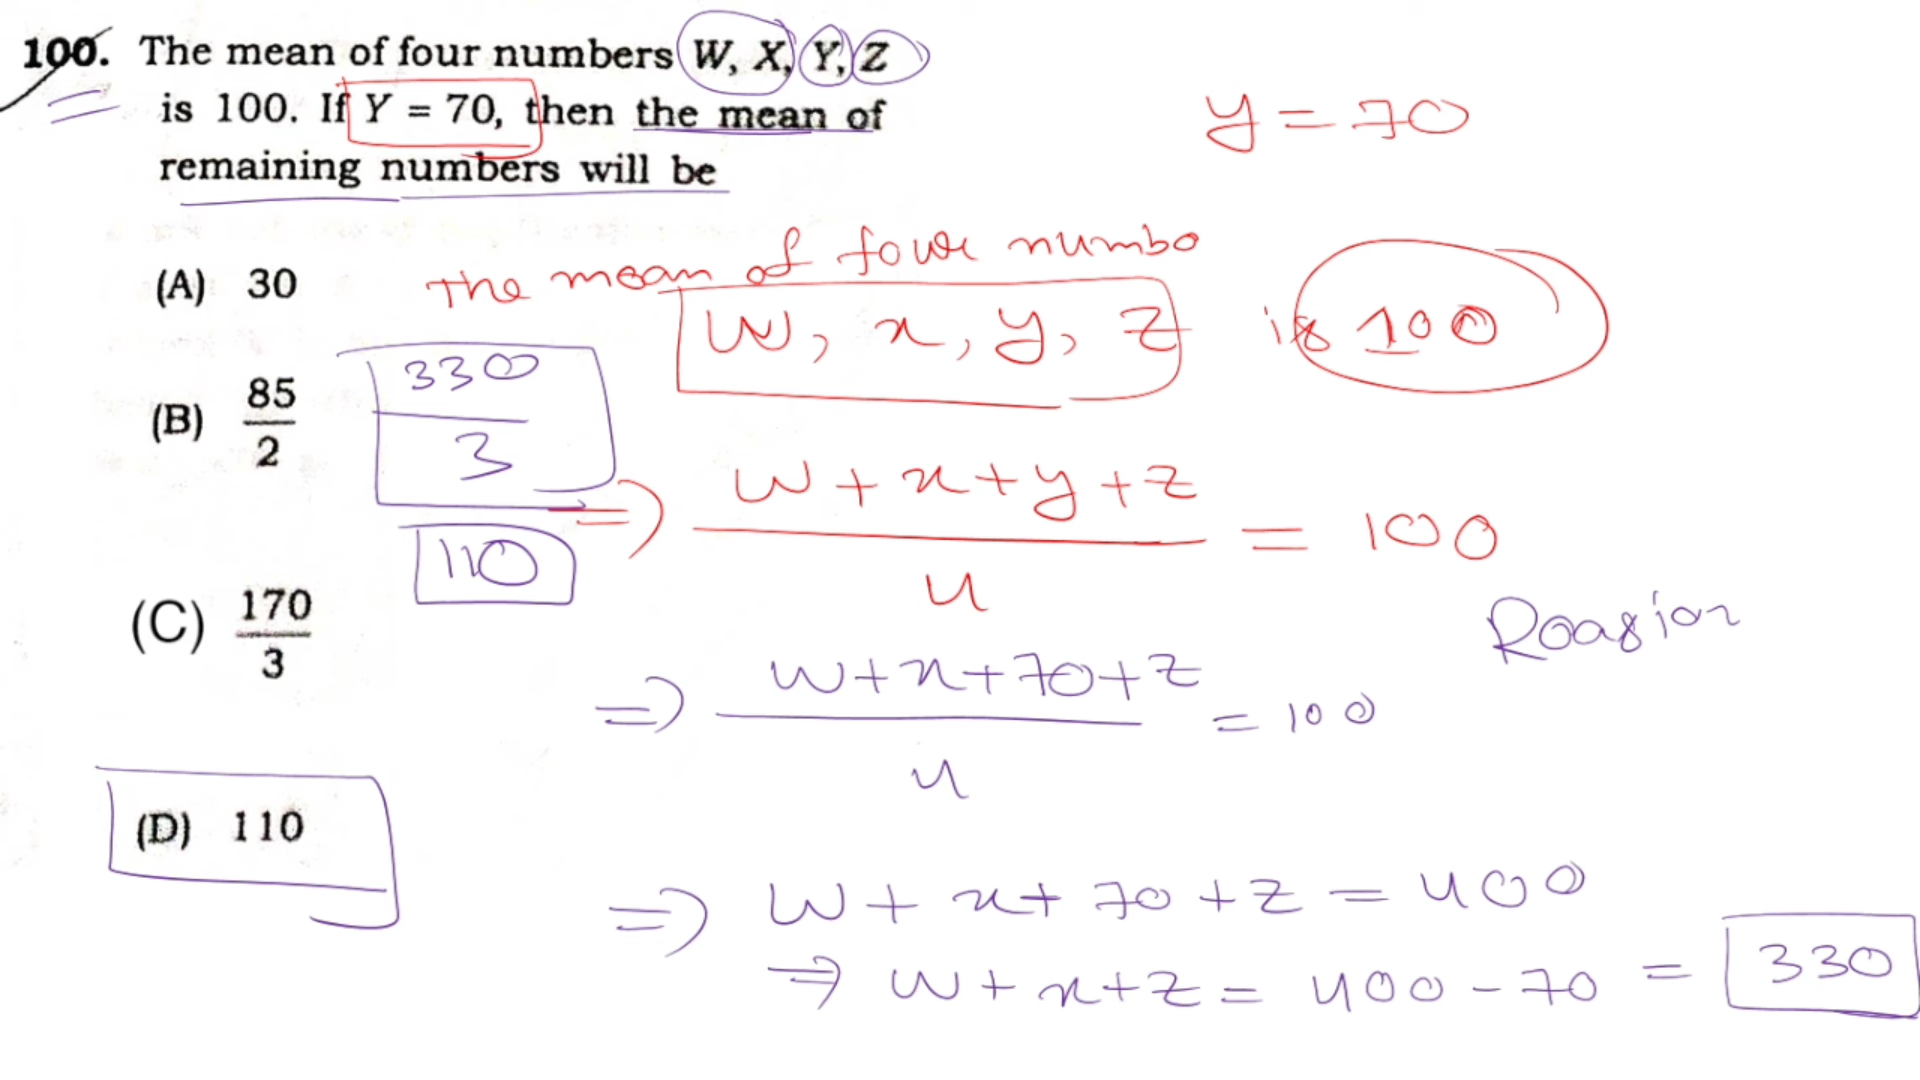 100. The mean of four numbers W, X, Y, Z
is 100. If Y = 70, then the mean of
remaining numbers will be
y = 70
The mean of four numbe
w, x, y, z is 100
(A) 30
330
3
110
(B) 85/2
w + x + y + z
4
= 100
(C) 170/3
⇒ w+x+70+z
4
= 100
(D) 110
⇒ w + x + 70 + z = 400
⇒ w + x + z = 400 - 70 = 330